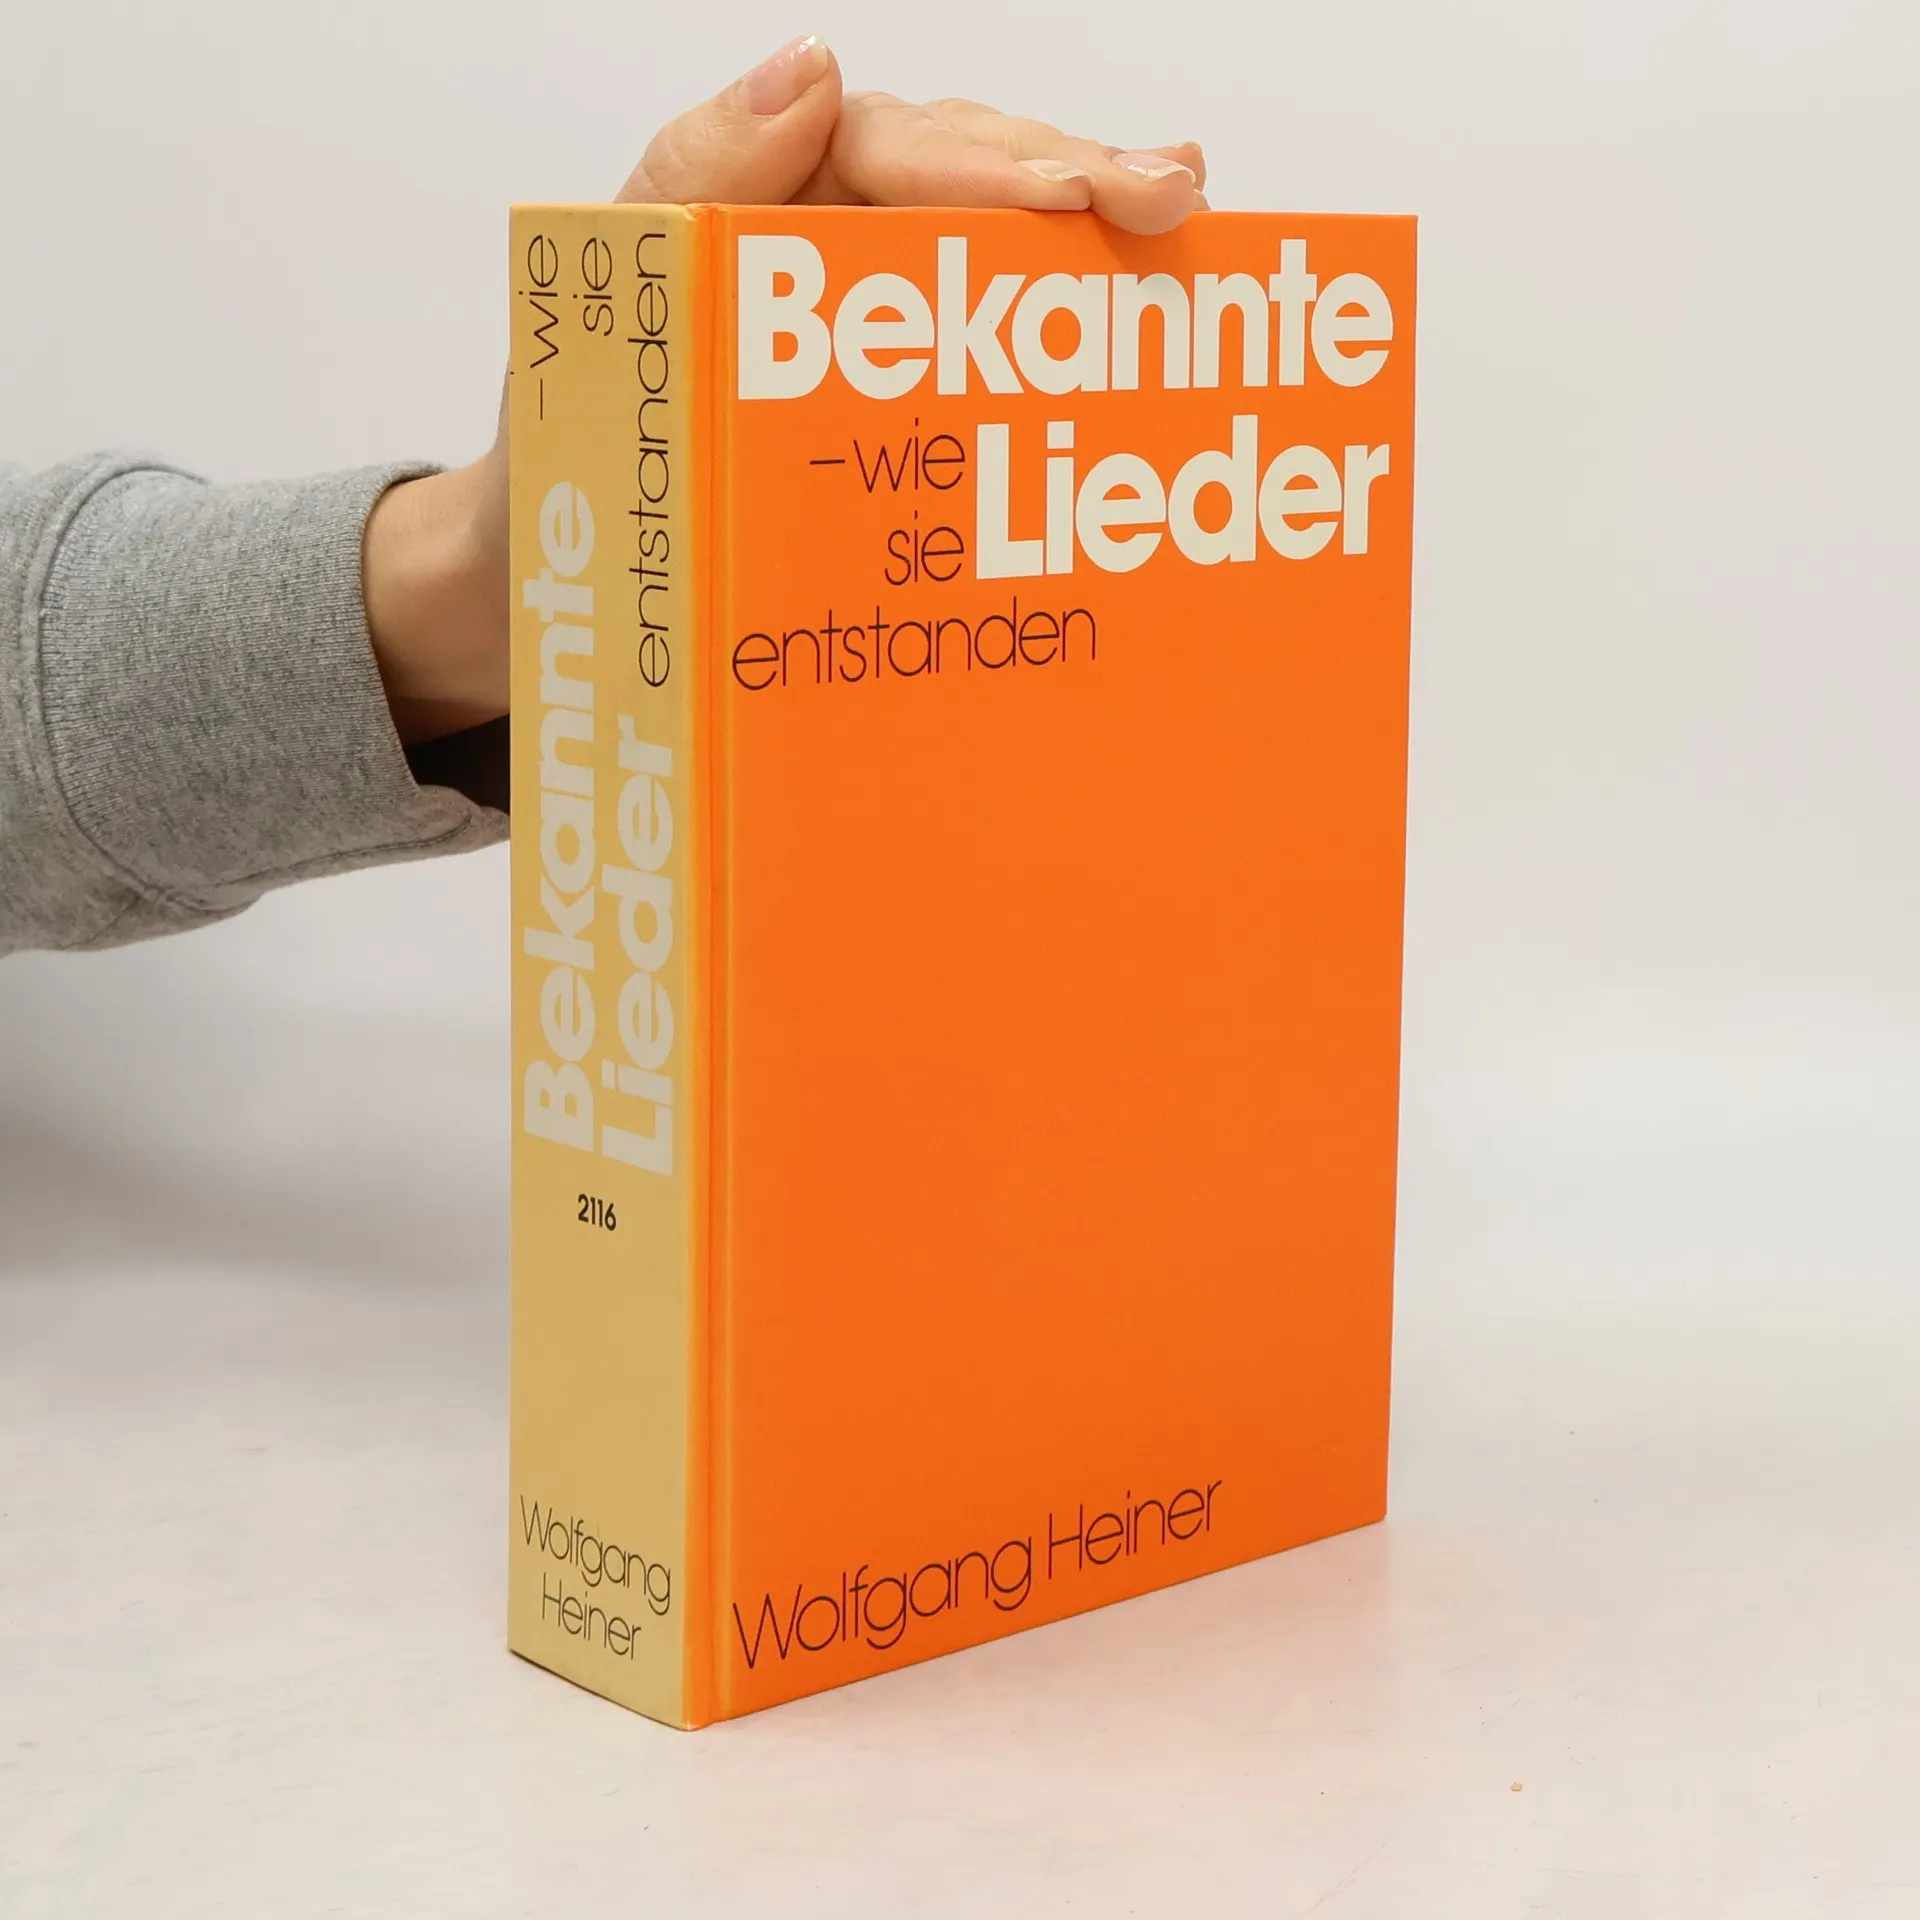 – wie
sie
entstanden
Bekannte
Lieder
2116
Wolfgang
Heiner
Bekannte
– wie Lieder
sie
entstanden
Wolfgang Heiner